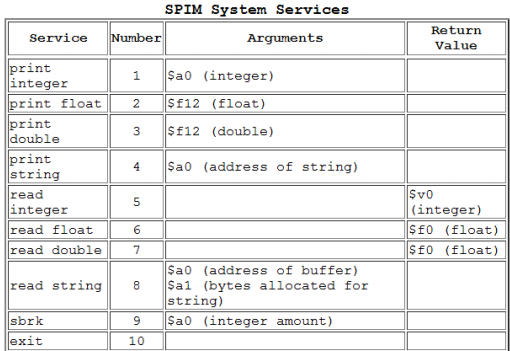 SPIM System Services
Service Number Arguments Return Value
print integer 1 $a0 (integer)
print float 2 $f12 (float)
print double 3 $f12 (double)
print string 4 $a0 (address of string)
read integer 5 $v0 (integer)
read float 6 $f0 (float)
read double 7 $f0 (float)
read string 8 $a0 (address of buffer)
$a1 (bytes allocated for
string)
sbrk 9 $a0 (integer amount)
exit 10